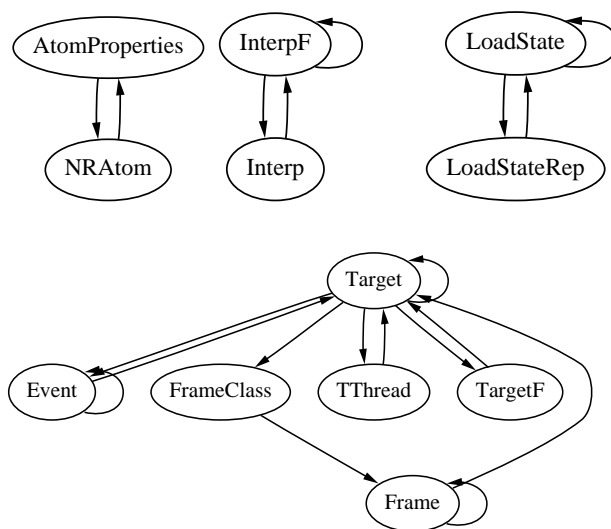 AtomProperties
InterpF
LoadState
NRAtom
Interp
LoadStateRep
Target
Event
FrameClass
TThread
TargetF
Frame